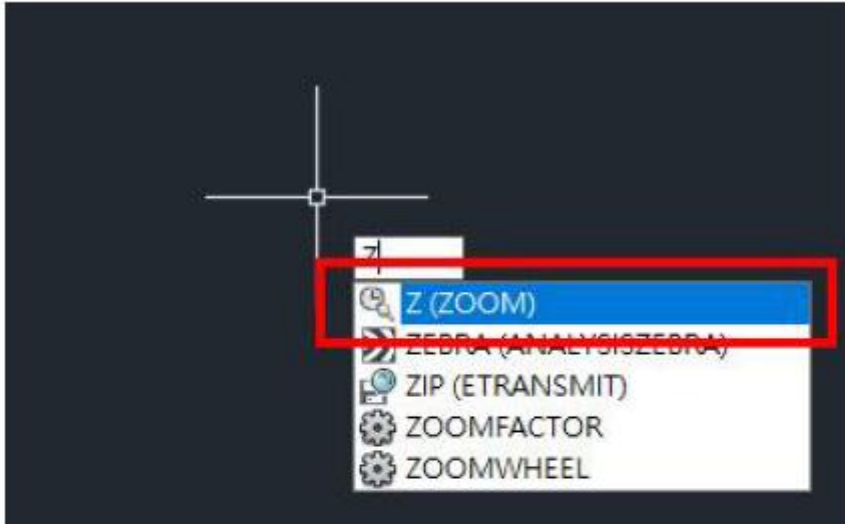 Z
Z (ZOOM)
ZEBRA (ANALYSISZEBRA)
ZIP (ETRANSMIT)
ZOOMFACTOR
ZOOMWHEEL